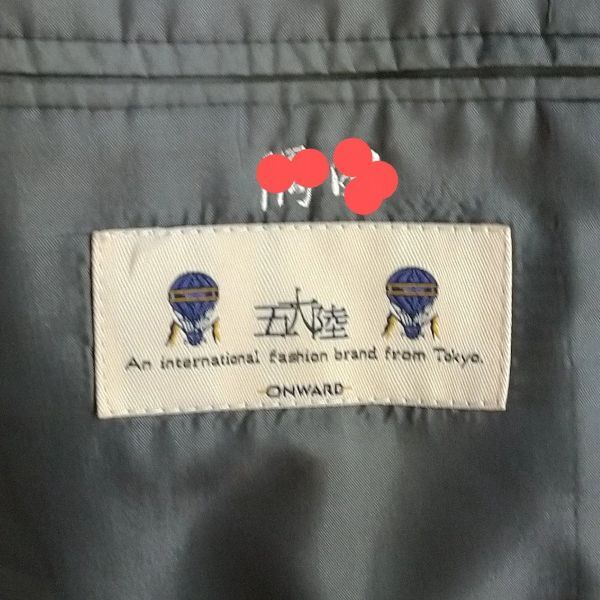 五大陸
An international fashion brand from Tokyo.
ONWARD